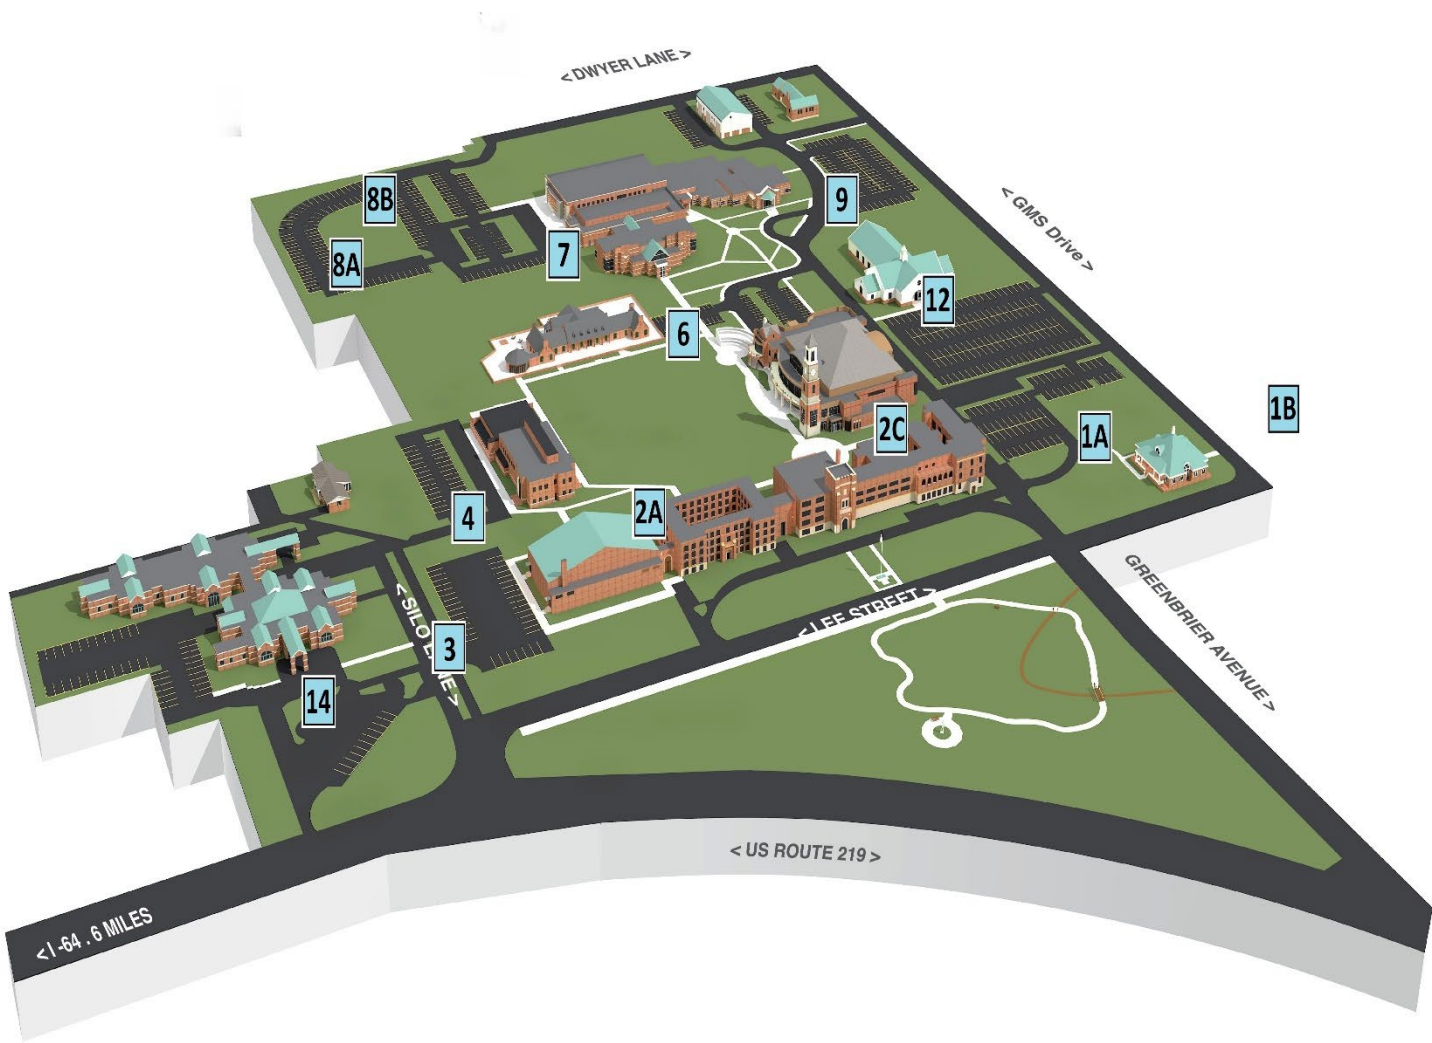 < DWYER LANE >
8B
9
< GMS Drive >
7
8A
12
6
1B
2C
1A
2A
4
< SILO LANE >
< LEE STREET >
GREENBRIER AVENUE >
3
14
< US ROUTE 219 >
< I-64 . 6 MILES